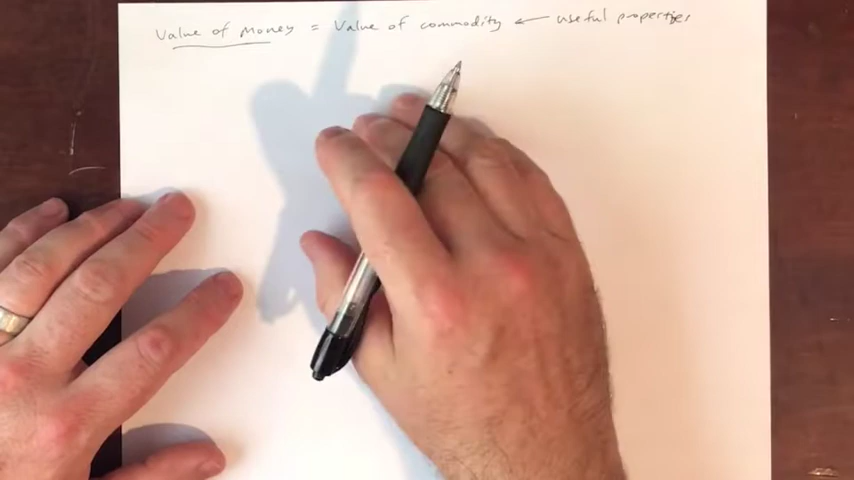 Value of Money = Value of commodity ← useful properties